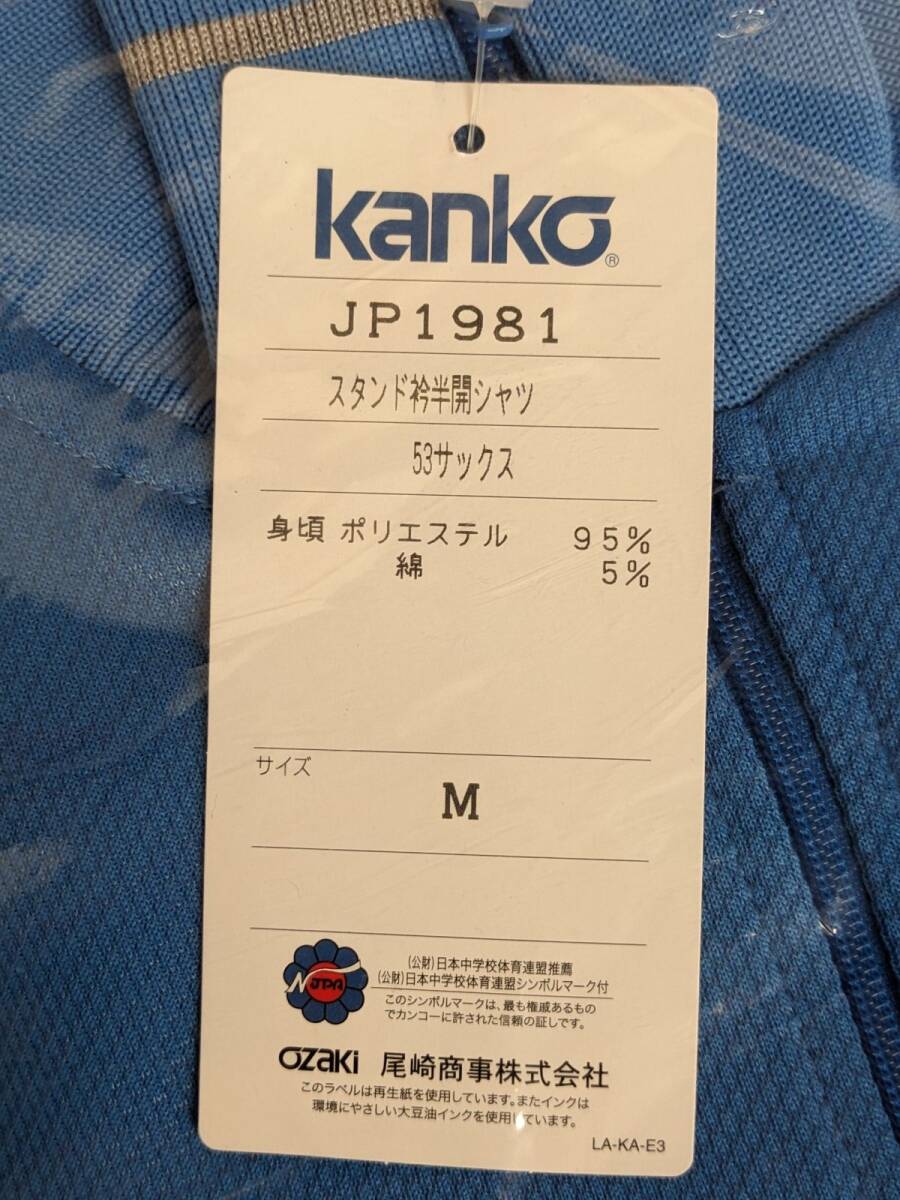 kanko®
JP1981
スタンド衿半開シャツ
53サックス
身頃 ポリエステル 95%
綿 5%
サイズ
M
(公財)日本中学校体育連盟推薦
(公財)日本中学校体育連盟シンボルマーク付
NJPA
このシンボルマークは、最も権威あるもの
でカンコーに許された信頼の証しです。
OZAKI 尾崎商事株式会社
このラベルは再生紙を使用しています。またインクは
環境にやさしい大豆油インクを使用しています。
LA-KA-E3